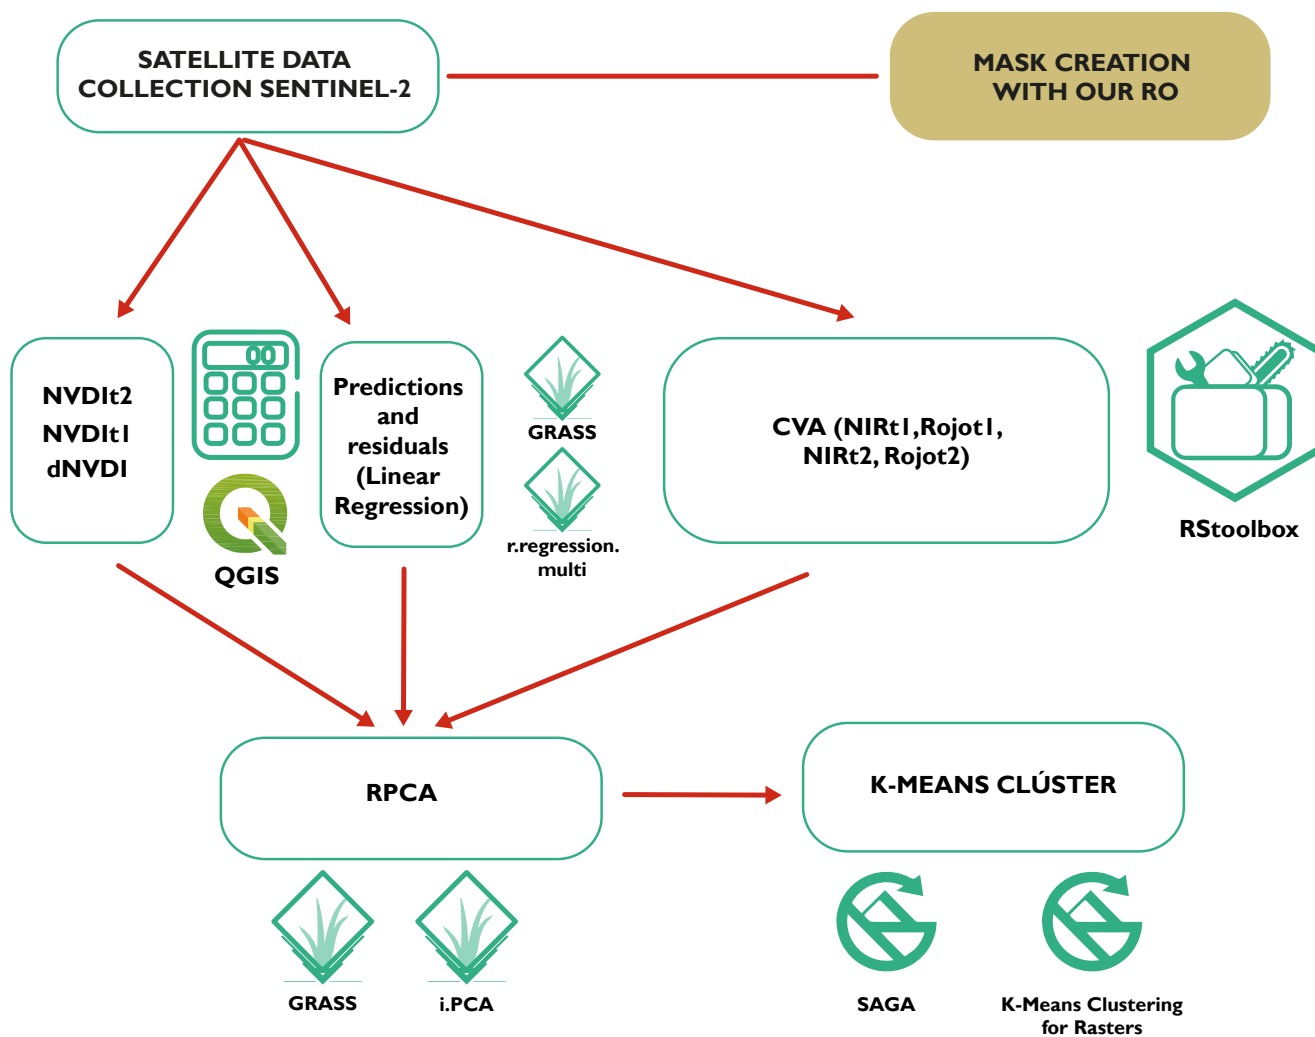 SATELLITE DATA
COLLECTION SENTINEL-2
MASK CREATION
WITH OUR RO
NVDIt2
NVDIt1
dNVDI
00
QGIS
Predictions
and
residuals
(Linear
Regression)
GRASS
r.regression.
multi
CVA (NIRt1,Rojot1,
NIRt2, Rojot2)
RStoolbox
RPCA
K-MEANS CLÚSTER
GRASS
i.PCA
SAGA
K-Means Clustering
for Rasters